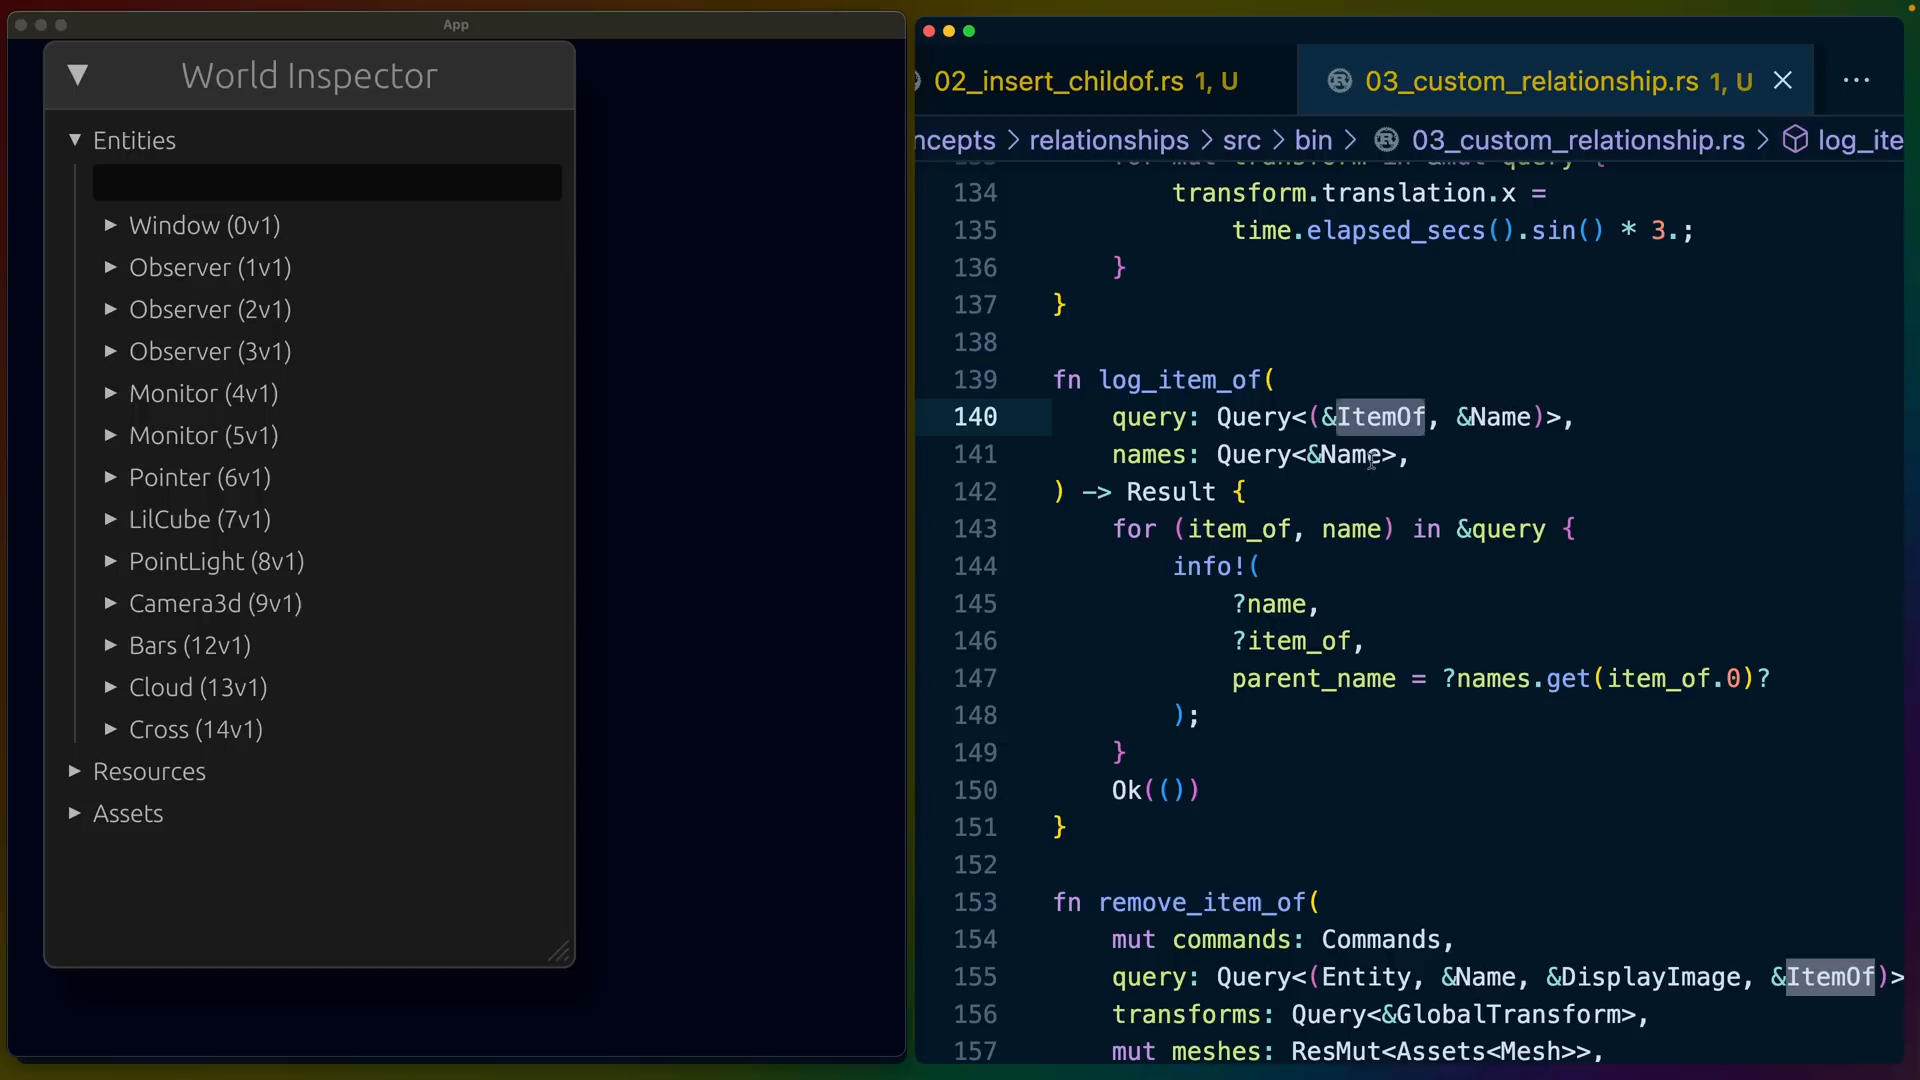 App
World Inspector
Entities
Window (0v1)
Observer (1v1)
Observer (2v1)
Observer (3v1)
Monitor (4v1)
Monitor (5v1)
Pointer (6v1)
LilCube (7v1)
PointLight (8v1)
Camera3d (9v1)
Bars (12v1)
Cloud (13v1)
Cross (14v1)
Resources
Assets
02_insert_childof.rs 1, U
03_custom_relationship.rs 1, U
ncepts > relationships > src > bin > 03_custom_relationship.rs > log_ite
134 transform.translation.x =
135 time.elapsed_secs().sin() * 3.;
136 }
137 }
138
139 fn log_item_of(
140 query: Query<(&ItemOf, &Name)>,
141 names: Query<&Name>,
142 ) -> Result {
143 for (item_of, name) in &query {
144 info!(
145 ?name,
146 ?item_of,
147 parent_name = ?names.get(item_of.0)?
148 );
149 }
150 Ok(())
151 }
152
153 fn remove_item_of(
154 mut commands: Commands,
155 query: Query<(Entity, &Name, &DisplayImage, &ItemOf)>
156 transforms: Query<&GlobalTransform>,
157 mut meshes: ResMut<Assets<Mesh>>,